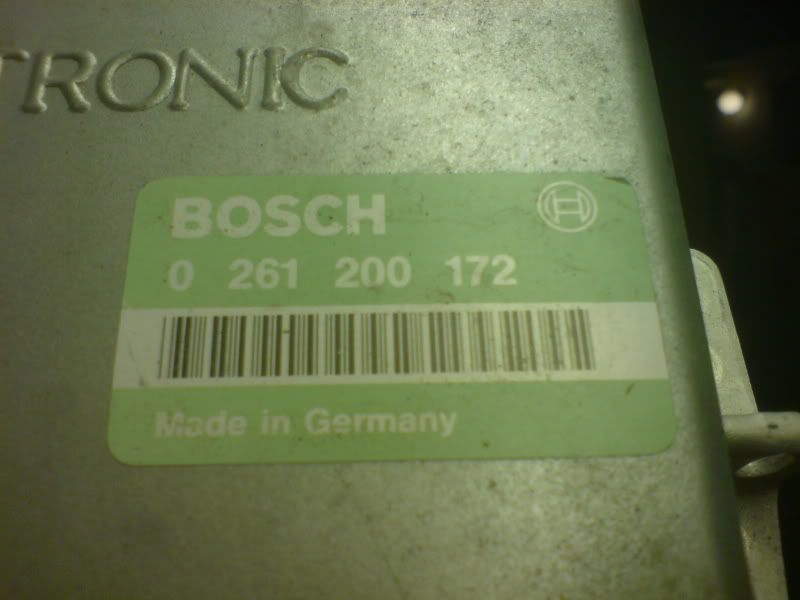 TRONIC
BOSCH
0 261 200 172
Made in Germany